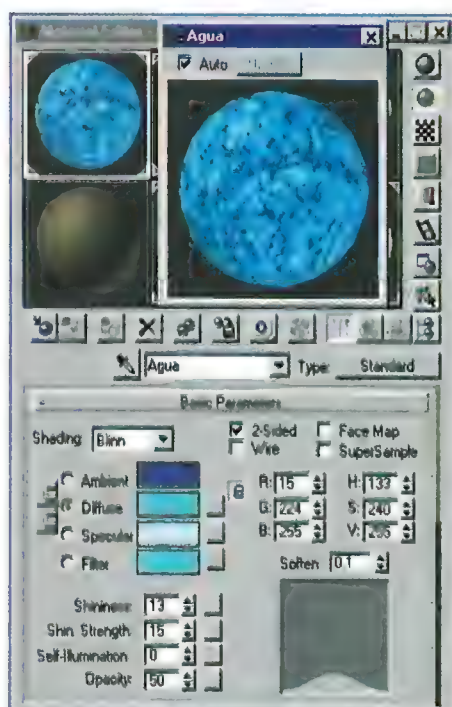 Agua
Auto
Agua Type: Standard
Basic Parameters
Shading: Blinn 2-Sided Face Map
Wire SuperSample
Ambient R: 15 H: 133
Diffuse G: 224 S: 240
Specular B: 255 V: 255
Filter Soften: 0.1
Shininess: 13
Shin. Strength: 15
Self-Illumination: 0
Opacity: 50